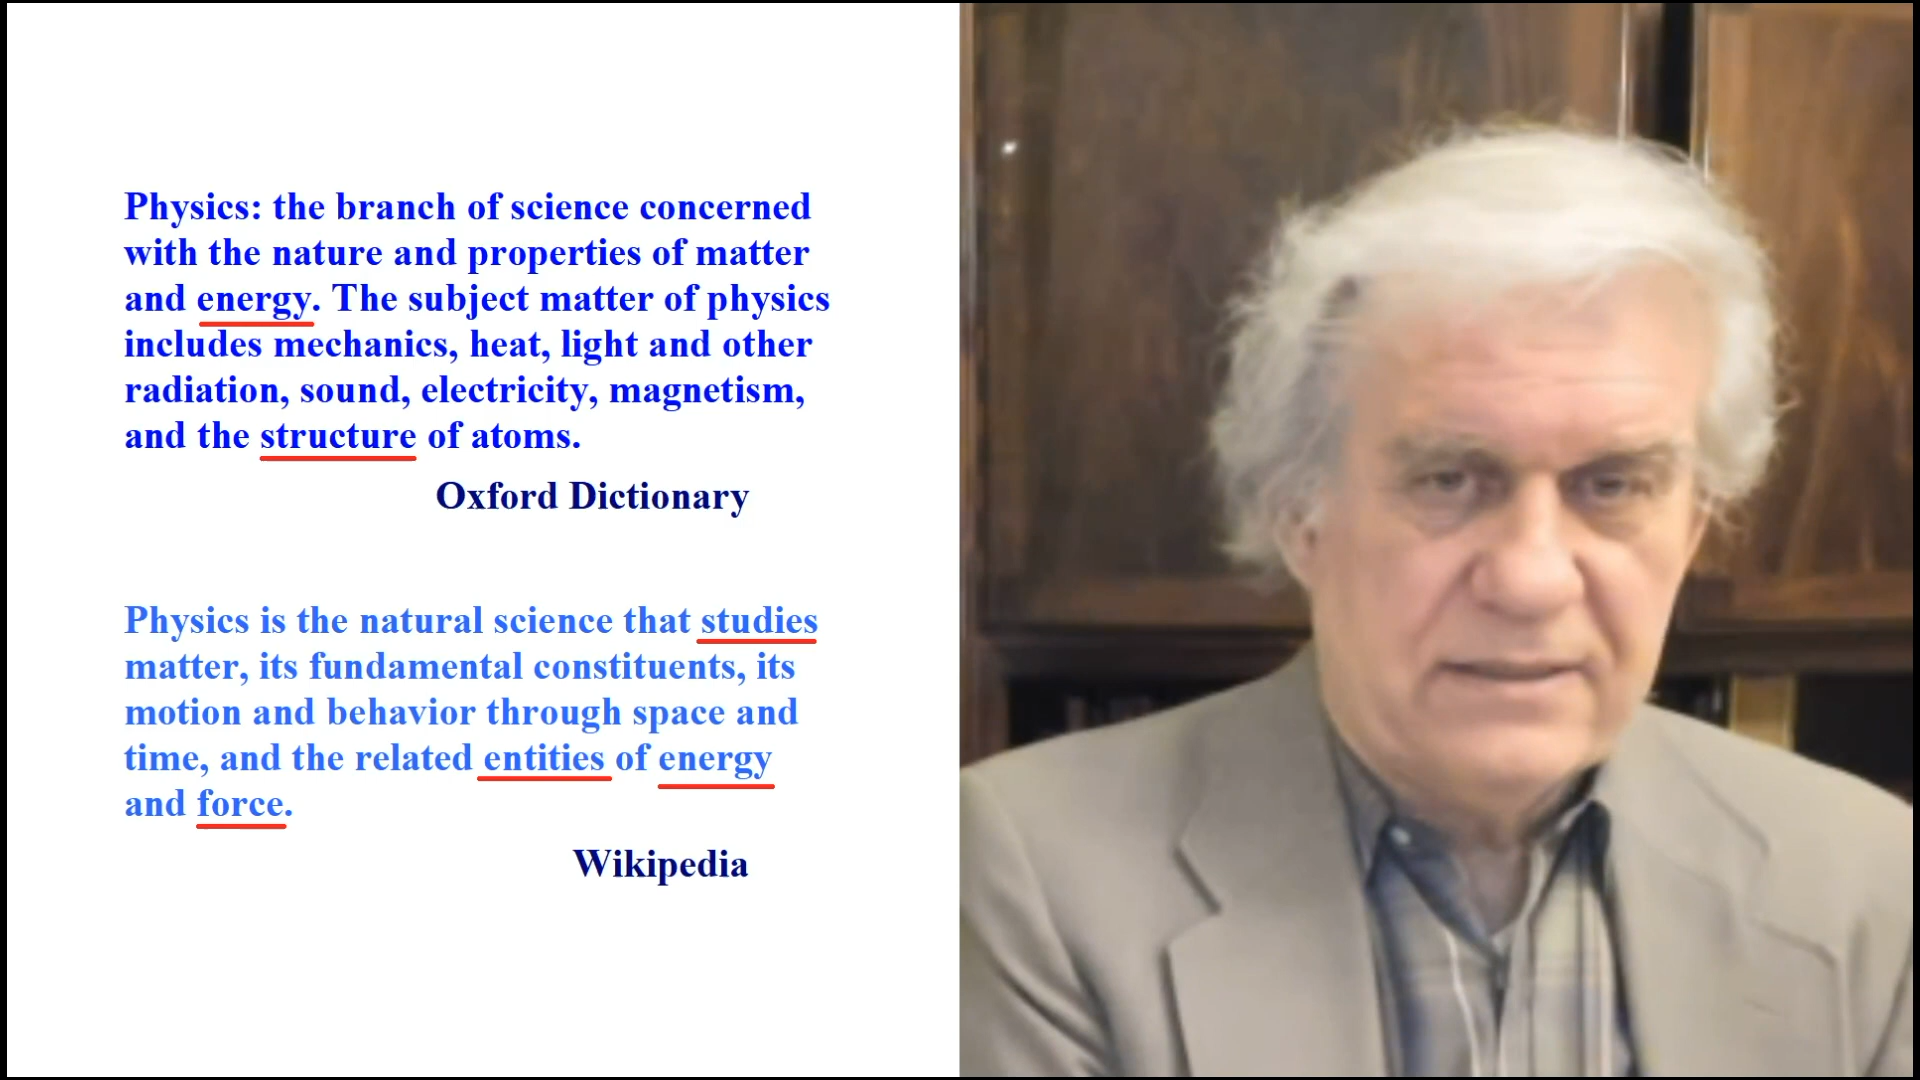 Physics: the branch of science concerned
with the nature and properties of matter
and energy. The subject matter of physics
includes mechanics, heat, light and other
radiation, sound, electricity, magnetism,
and the structure of atoms.
Oxford Dictionary
Physics is the natural science that studies
matter, its fundamental constituents, its
motion and behavior through space and
time, and the related entities of energy
and force.
Wikipedia